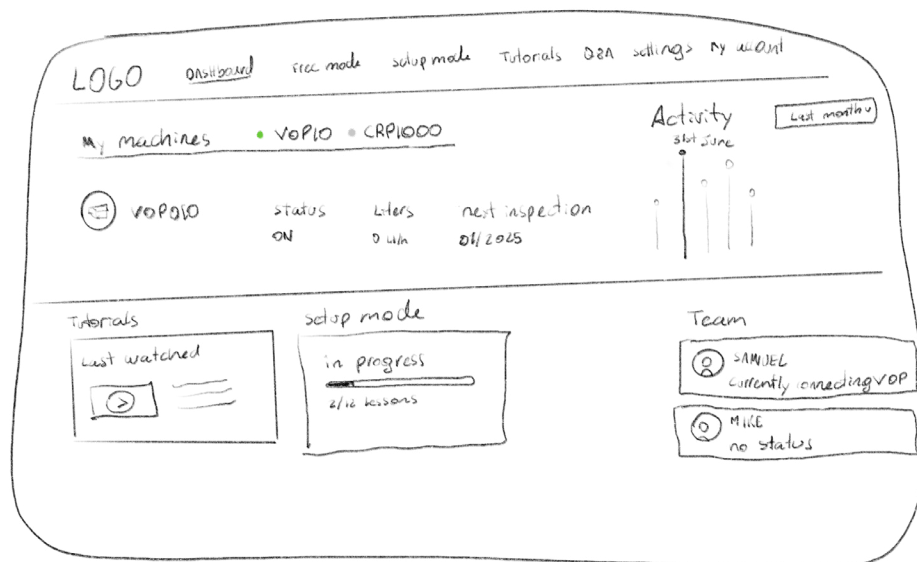 LOGO Dashboard Free mode setup mode Tutorials Q&A settings My account
My machines VOP10 CRP1000
Activity Last month
31st June
VOP010 status Liters next inspection
ON 0 Li/h 01/2025
Tutorials
Last watched
setup mode
in progress
2/12 Lessons
Team
SAMUEL
currently connecting VOP
MIKE
no status